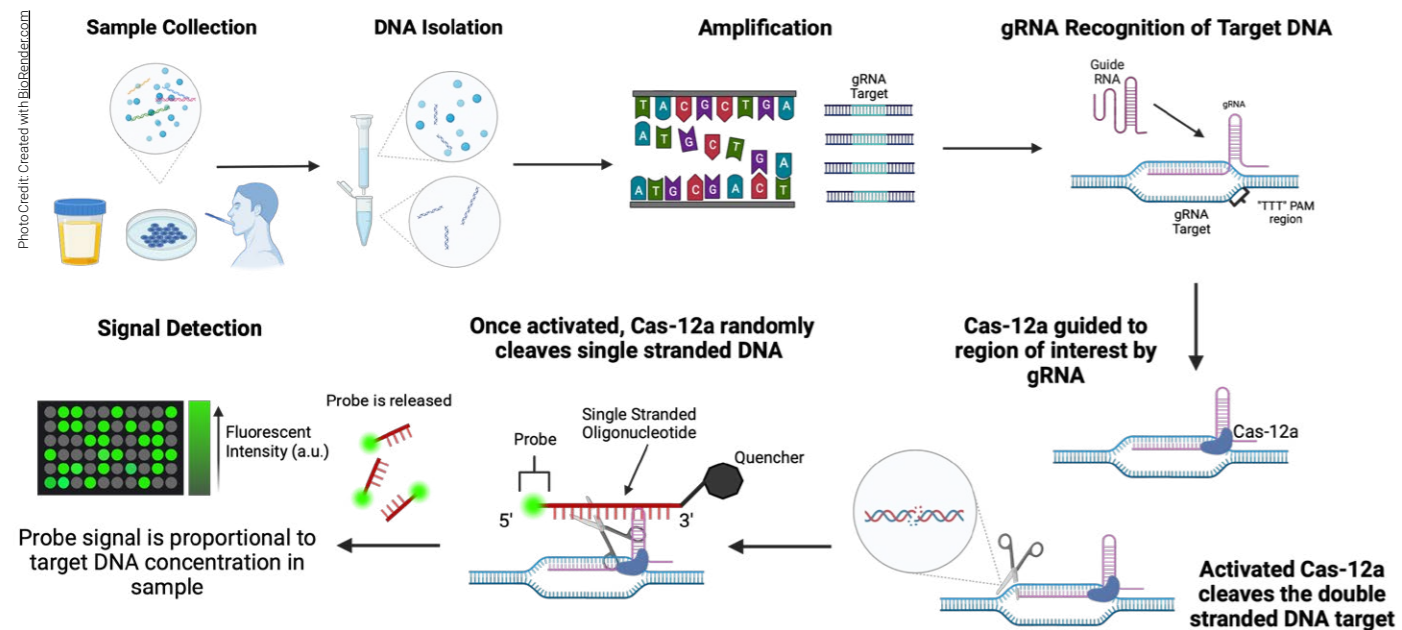 Photo Credit: Created with BioRender.com
Sample Collection
DNA Isolation
Amplification
T A C G C T G A
A T G C T G A
A T G C G A C T
gRNA
Target
gRNA Recognition of Target DNA
Guide
RNA
gRNA
gRNA
Target
"TTT" PAM
region
Cas-12a guided to
region of interest by
gRNA
Cas-12a
Activated Cas-12a
cleaves the double
stranded DNA target
Once activated, Cas-12a randomly
cleaves single stranded DNA
Single Stranded
Oligonucleotide
Probe
Quencher
5'
3'
Probe is released
Signal Detection
Fluorescent
Intensity (a.u.)
Probe signal is proportional to
target DNA concentration in
sample